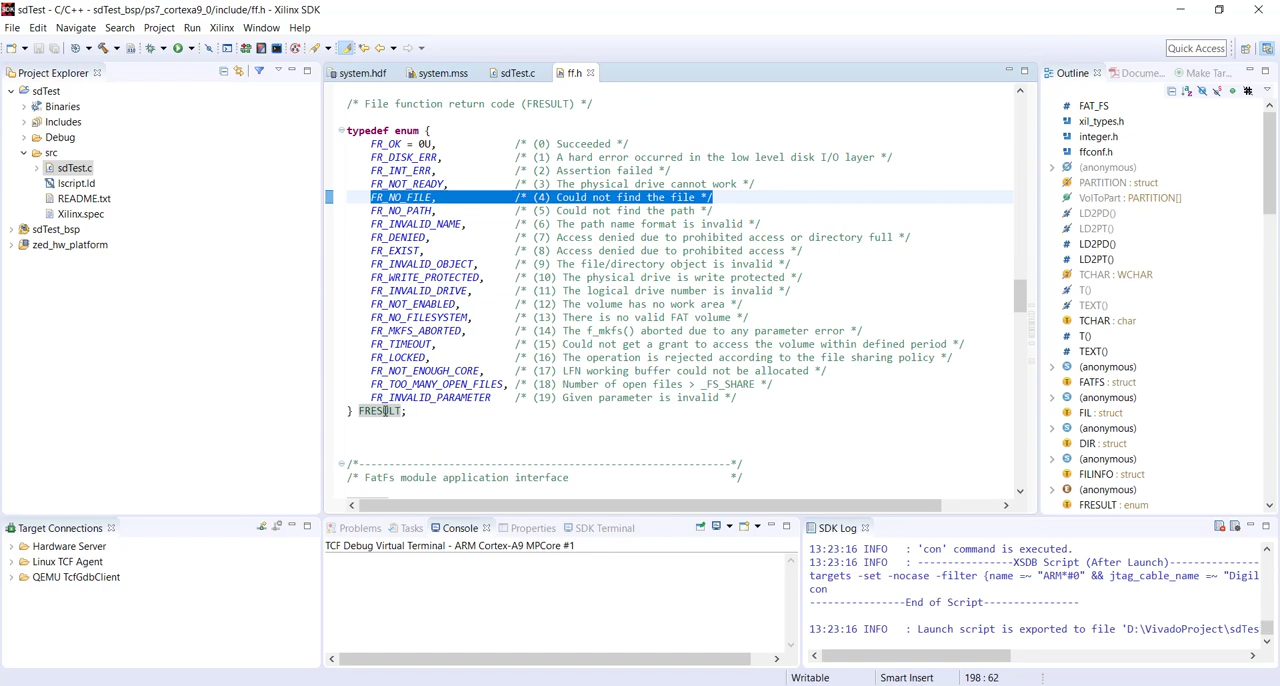 sdTest - C/C++ - sdTest_bsp/ps7_cortexa9_0/include/ff.h - Xilinx SDK
File Edit Navigate Search Project Run Xilinx Window Help
Quick Access
Project Explorer
sdTest
Binaries
Includes
Debug
src
sdTest.c
lscript.ld
README.txt
Xilinx.spec
sdTest_bsp
zed_hw_platform
system.hdf system.mss sdTest.c ff.h
/* File function return code (FRESULT) */
typedef enum {
FR_OK = 0U, /* (0) Succeeded */
FR_DISK_ERR, /* (1) A hard error occurred in the low level disk I/O layer */
FR_INT_ERR, /* (2) Assertion failed */
FR_NOT_READY, /* (3) The physical drive cannot work */
FR_NO_FILE, /* (4) Could not find the file */
FR_NO_PATH, /* (5) Could not find the path */
FR_INVALID_NAME, /* (6) The path name format is invalid */
FR_DENIED, /* (7) Access denied due to prohibited access or directory full */
FR_EXIST, /* (8) Access denied due to prohibited access */
FR_INVALID_OBJECT, /* (9) The file/directory object is invalid */
FR_WRITE_PROTECTED, /* (10) The physical drive is write protected */
FR_INVALID_DRIVE, /* (11) The logical drive number is invalid */
FR_NOT_ENABLED, /* (12) The volume has no work area */
FR_NO_FILESYSTEM, /* (13) There is no valid FAT volume */
FR_MKFS_ABORTED, /* (14) The f_mkfs() aborted due to any parameter error */
FR_TIMEOUT, /* (15) Could not get a grant to access the volume within defined period */
FR_LOCKED, /* (16) The operation is rejected according to the file sharing policy */
FR_NOT_ENOUGH_CORE, /* (17) LFN working buffer could not be allocated */
FR_TOO_MANY_OPEN_FILES, /* (18) Number of open files > _FS_SHARE */
FR_INVALID_PARAMETER /* (19) Given parameter is invalid */
} FRESULT;
/*--------------------------------------------------------------*/
/* FatFs module application interface */
Outline Docume... Make Tar...
FAT_FS
xil_types.h
integer.h
ffconf.h
(anonymous)
PARTITION : struct
VolToPart : PARTITION[]
LD2PD()
LD2PT()
LD2PD()
LD2PT()
TCHAR : WCHAR
T()
TEXT()
TCHAR : char
T()
TEXT()
(anonymous)
FATFS : struct
(anonymous)
FIL : struct
(anonymous)
DIR : struct
(anonymous)
FILINFO : struct
(anonymous)
FRESULT : enum
Target Connections
Hardware Server
Linux TCF Agent
QEMU TcfGdbClient
Problems Tasks Console Properties SDK Terminal
TCF Debug Virtual Terminal - ARM Cortex-A9 MPCore #1
SDK Log
13:23:16 INFO : 'con' command is executed.
13:23:16 INFO : ---------------XSDB Script (After Launch)---------------
targets -set -nocase -filter {name =~ "ARM*#0" && jtag_cable_name =~ "Digil
con
----------------End of Script----------------
13:23:16 INFO : Launch script is exported to file 'D:\VivadoProject\sdTes
Writable Smart Insert 198 : 62